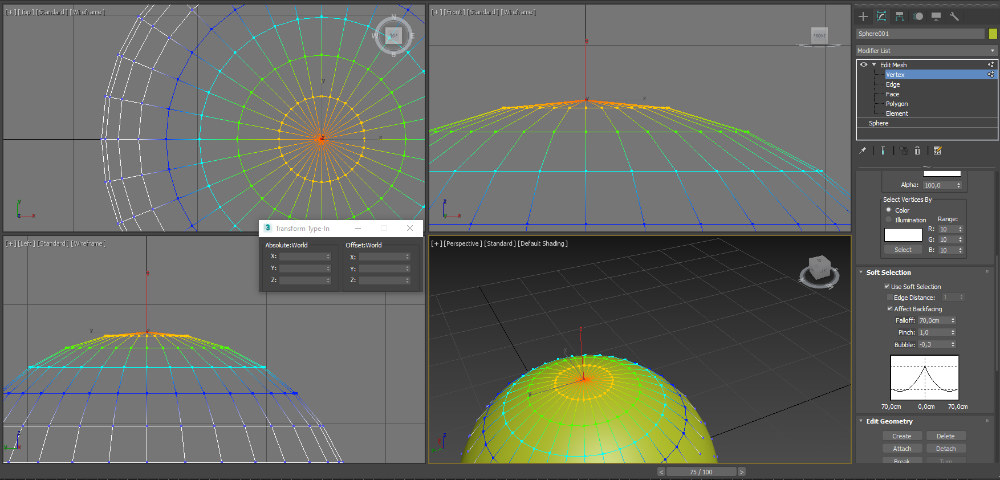 [+] [Top] [Standard] [Wireframe]
N
W TOP E
S
y
x
z
y
z x
[+] [Front] [Standard] [Wireframe]
FRONT
z
y x
z
y x
[+] [Left] [Standard] [Wireframe]
z
y x
z
y x
Transform Type-In
Absolute:World
X:
Y:
Z:
Offset:World
X:
Y:
Z:
[+] [Perspective] [Standard] [Default Shading]
LEFT
z
x
y
z
x
y
< 75 / 100 >
Sphere001
Modifier List
Edit Mesh
Vertex
Edge
Face
Polygon
Element
Sphere
Alpha: 100,0
Select Vertices By
Color
Illumination
Range:
R: 10
G: 10
B: 10
Select
Soft Selection
Use Soft Selection
Edge Distance: 1
Affect Backfacing
Falloff: 70,0cm
Pinch: 1,0
Bubble: -0,3
70,0cm 0,0cm 70,0cm
Edit Geometry
Create Delete
Attach Detach
Break Turn